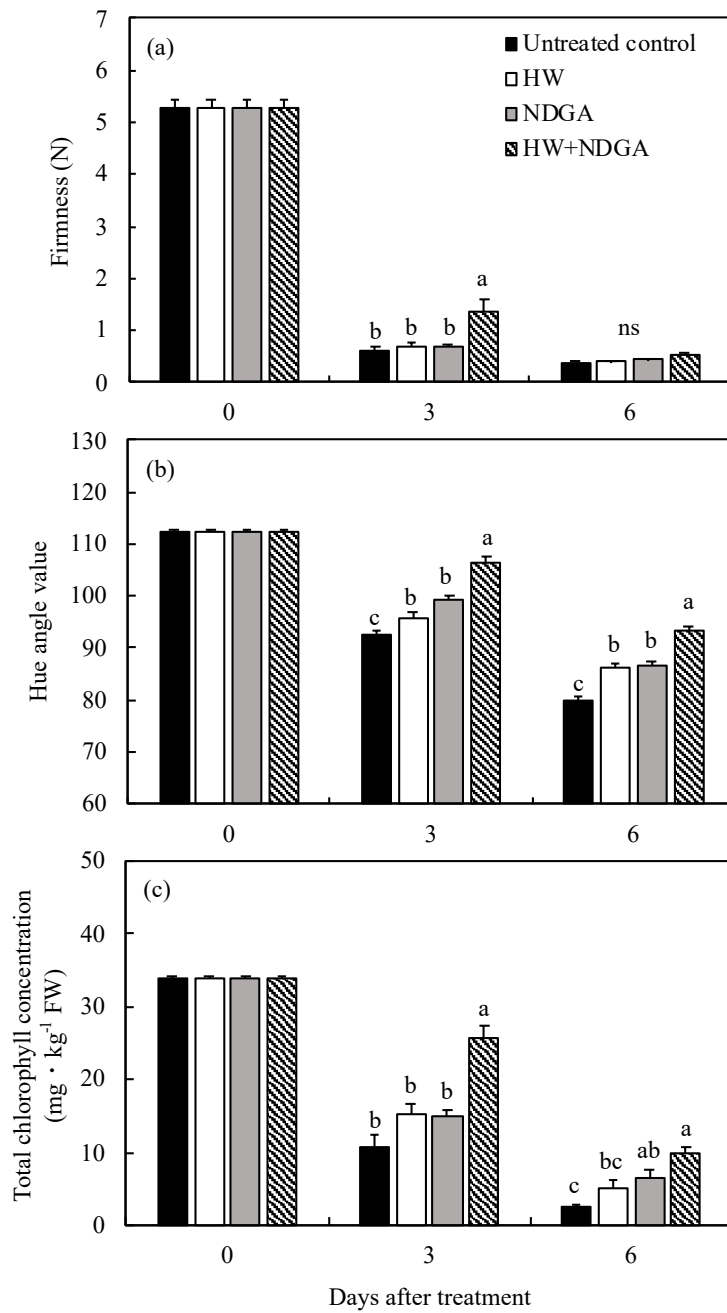 7
6
5
4
3
2
1
0
Firmness (N)
(a)
Untreated control
HW
NDGA
HW+NDGA
b b b a
ns
0 3 6
130
120
110
100
90
80
70
60
Hue angle value
(b)
c b b a
c b b a
0 3 6
50
40
30
20
10
0
Total chlorophyll concentration
(mg・kg⁻¹ FW)
(c)
b b b a
c bc ab a
0 3 6
Days after treatment